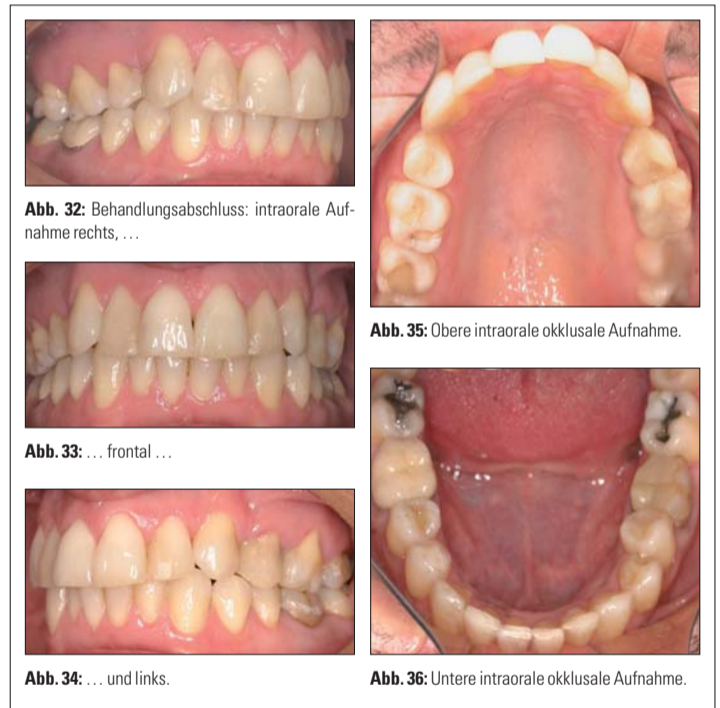 Abb. 32: Behandlungsabschluss: intraorale Auf-
nahme rechts, …
Abb. 33: … frontal …
Abb. 34: … und links.
Abb. 35: Obere intraorale okklusale Aufnahme.
Abb. 36: Untere intraorale okklusale Aufnahme.